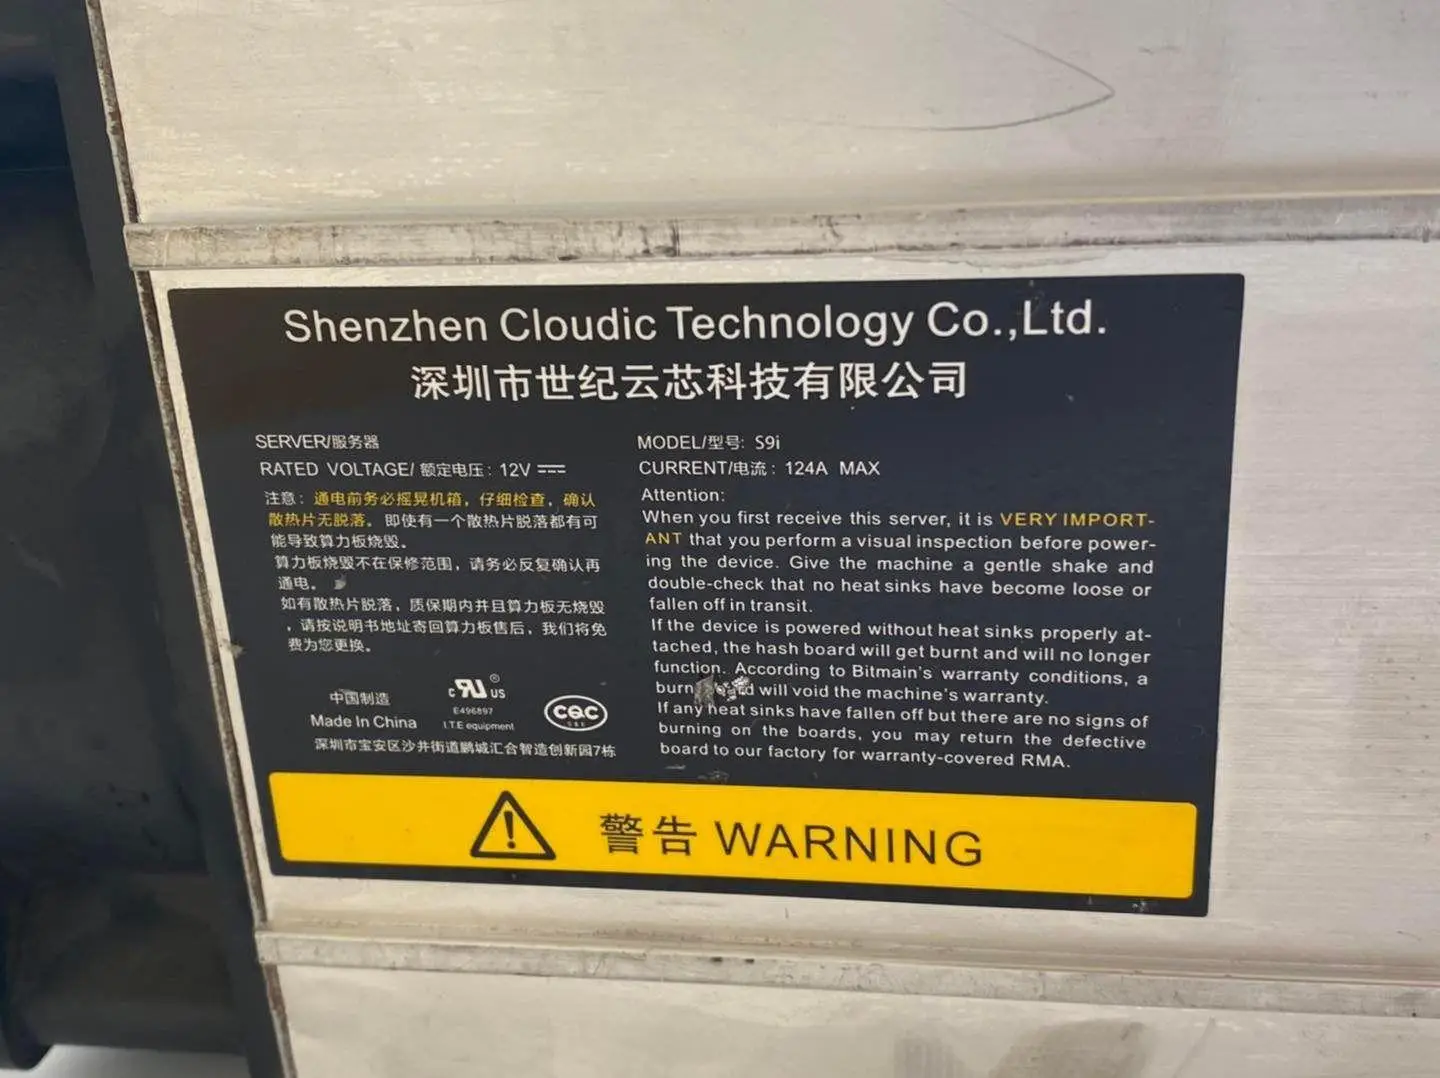 Shenzhen Cloudic Technology Co.,Ltd.
深圳市世纪云芯科技有限公司
SERVER/服务器
RATED VOLTAGE/ 额定电压: 12V
注意: 通电前务必摇晃机箱，仔细检查，确认
散热片无脱落。即使有一个散热片脱落都有可
能导致算力板烧毁。
算力板烧毁不在保修范围，请务必反复确认再
通电。
如有散热片脱落，质保期内并且算力板无烧毁
，请按说明书地址寄回算力板售后，我们将免
费为您更换。
MODEL/型号: S9i
CURRENT/电流: 124A MAX
Attention:
When you first receive this server, it is VERY IMPORT-
ANT that you perform a visual inspection before power-
ing the device. Give the machine a gentle shake and
double-check that no heat sinks have become loose or
fallen off in transit.
If the device is powered without heat sinks properly at-
tached, the hash board will get burnt and will no longer
function. According to Bitmain's warranty conditions, a
will void the machine's warranty.
If any heat sinks have fallen off but there are no signs of
burning on the boards, you may return the defective
board to our factory for warranty-covered RMA.
中国制造
Made In China
c RU ® US
E496897
I.T.E equipment
CQC
深圳市宝安区沙井街道鹏城汇合智造创新园7栋
警告 WARNING